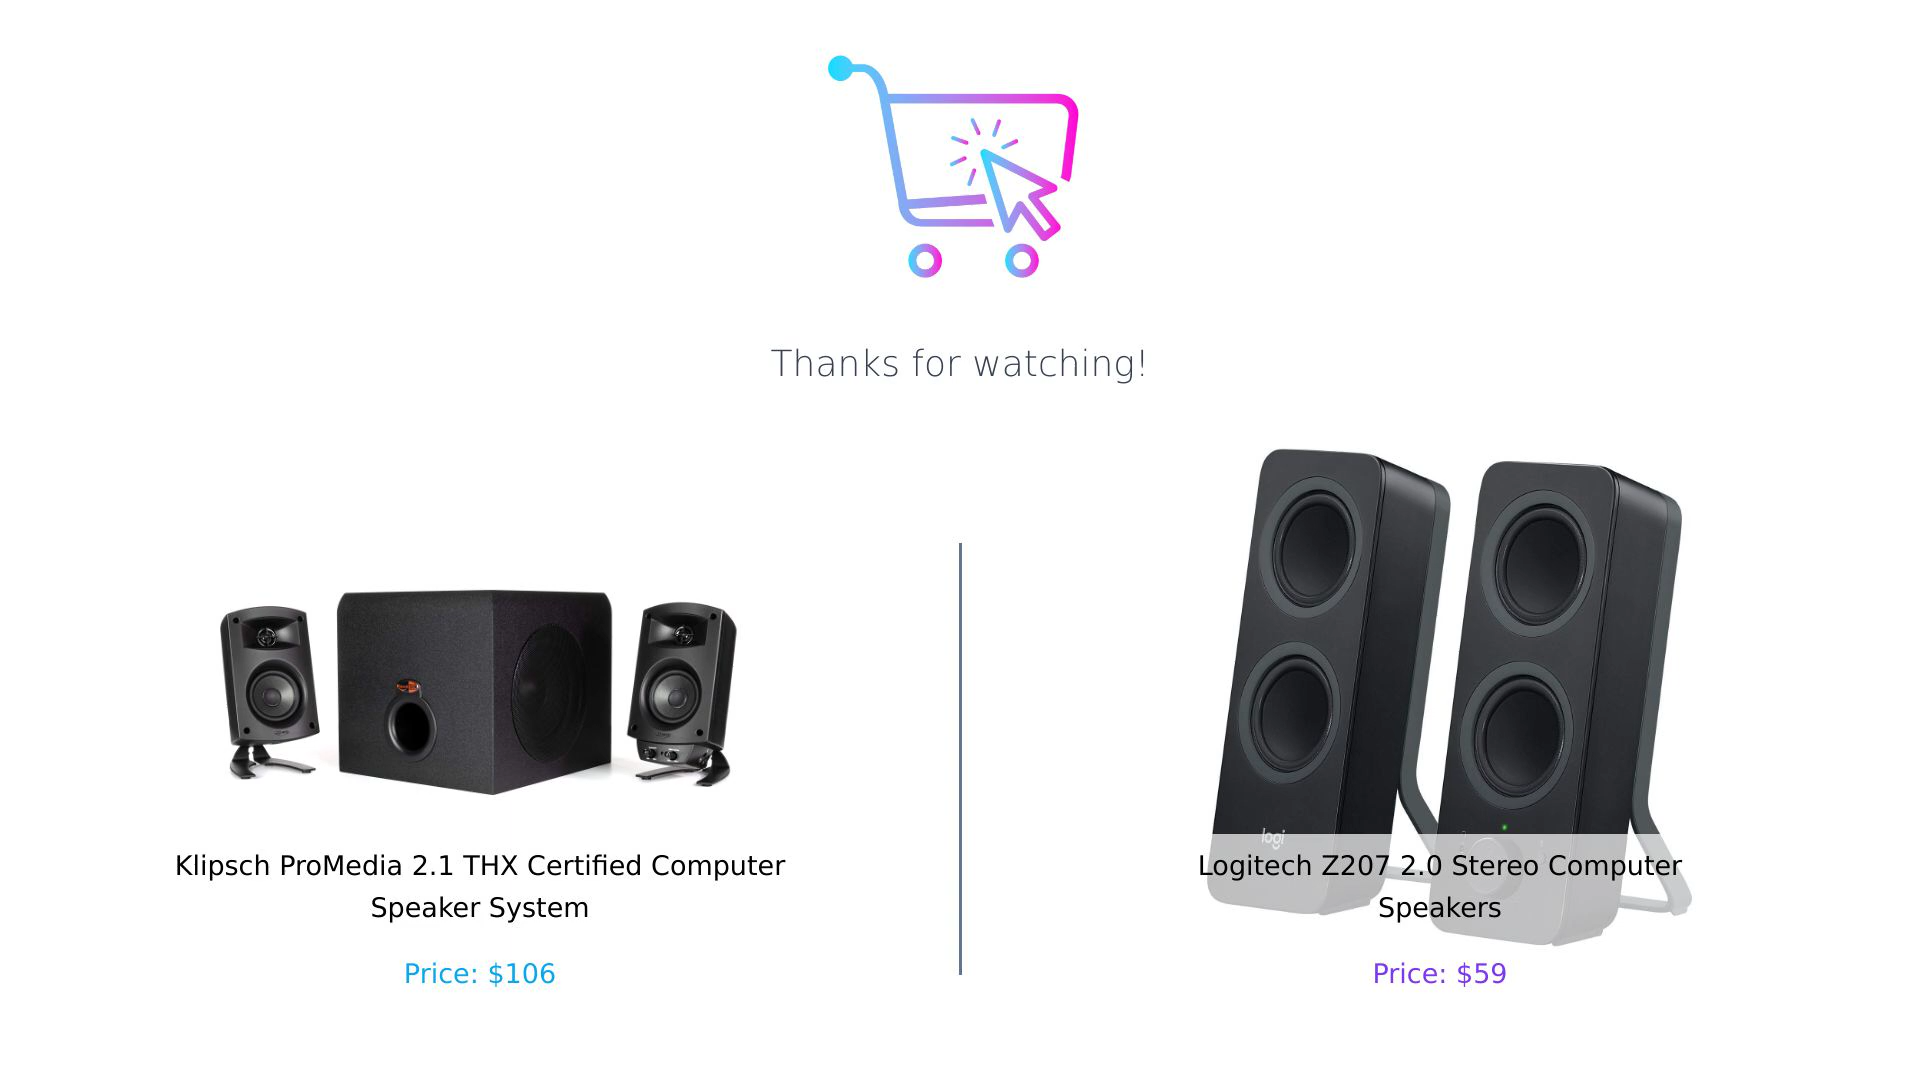 Thanks for watching!
logi
Klipsch ProMedia 2.1 THX Certified Computer
Speaker System
Price: $106
Logitech Z207 2.0 Stereo Computer
Speakers
Price: $59